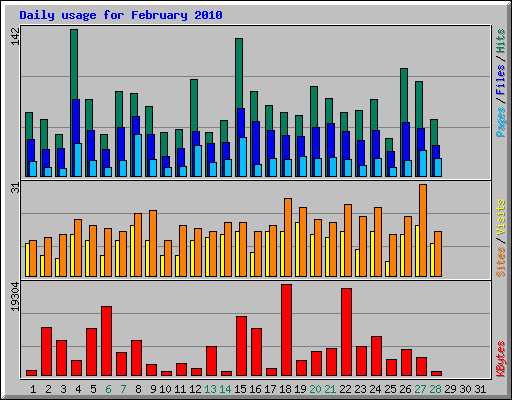 Daily usage for February 2010
142
Pages / Files / Hits
31
Sites / Visits
19304
KBytes
1 2 3 4 5 6 7 8 9 10 11 12 13 14 15 16 17 18 19 20 21 22 23 24 25 26 27 28 29 30 31